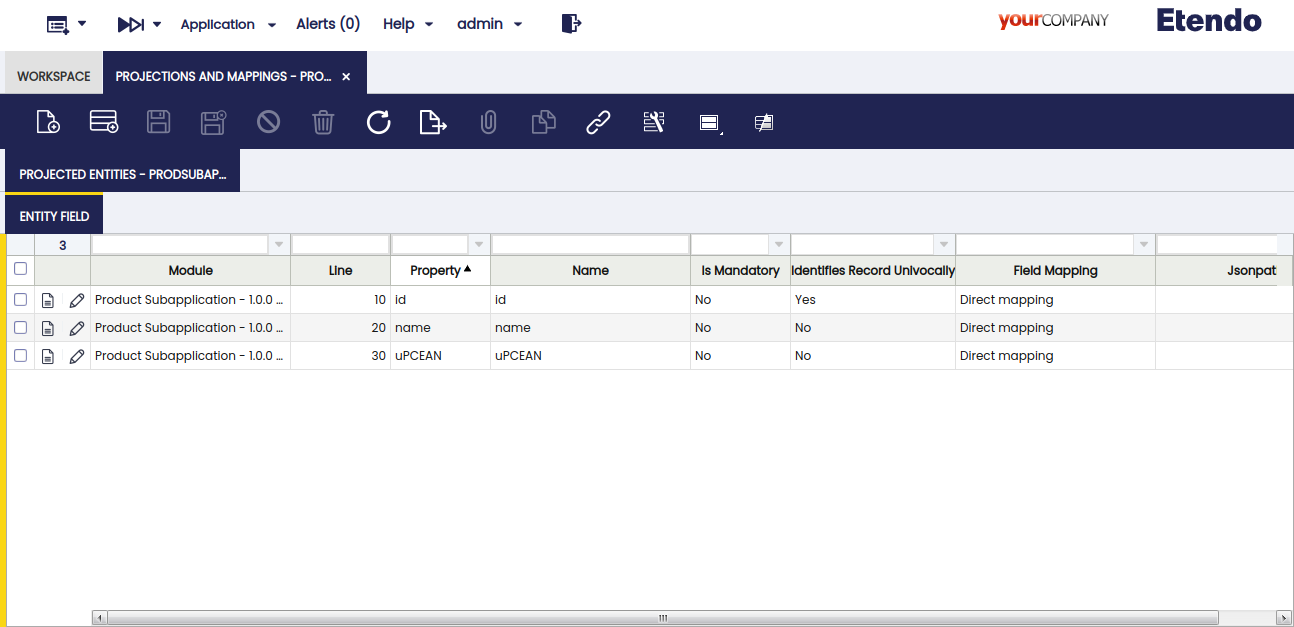 Application Alerts (0) Help admin yourCOMPANY Etendo
WORKSPACE PROJECTIONS AND MAPPINGS - PRO...
PROJECTED ENTITIES - PRODSUBAP...
ENTITY FIELD
3
Module Line Property Name Is Mandatory Identifies Record Univocally Field Mapping Jsonpat
Product Subapplication - 1.0.0 ... 10 id id No Yes Direct mapping
Product Subapplication - 1.0.0 ... 20 name name No No Direct mapping
Product Subapplication - 1.0.0 ... 30 uPCEAN uPCEAN No No Direct mapping